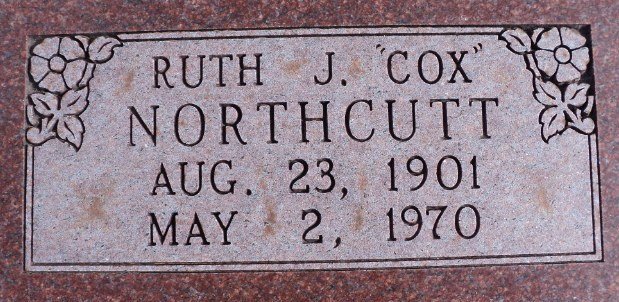 RUTH J. "COX"
NORTHCUTT
AUG. 23, 1901
MAY 2, 1970